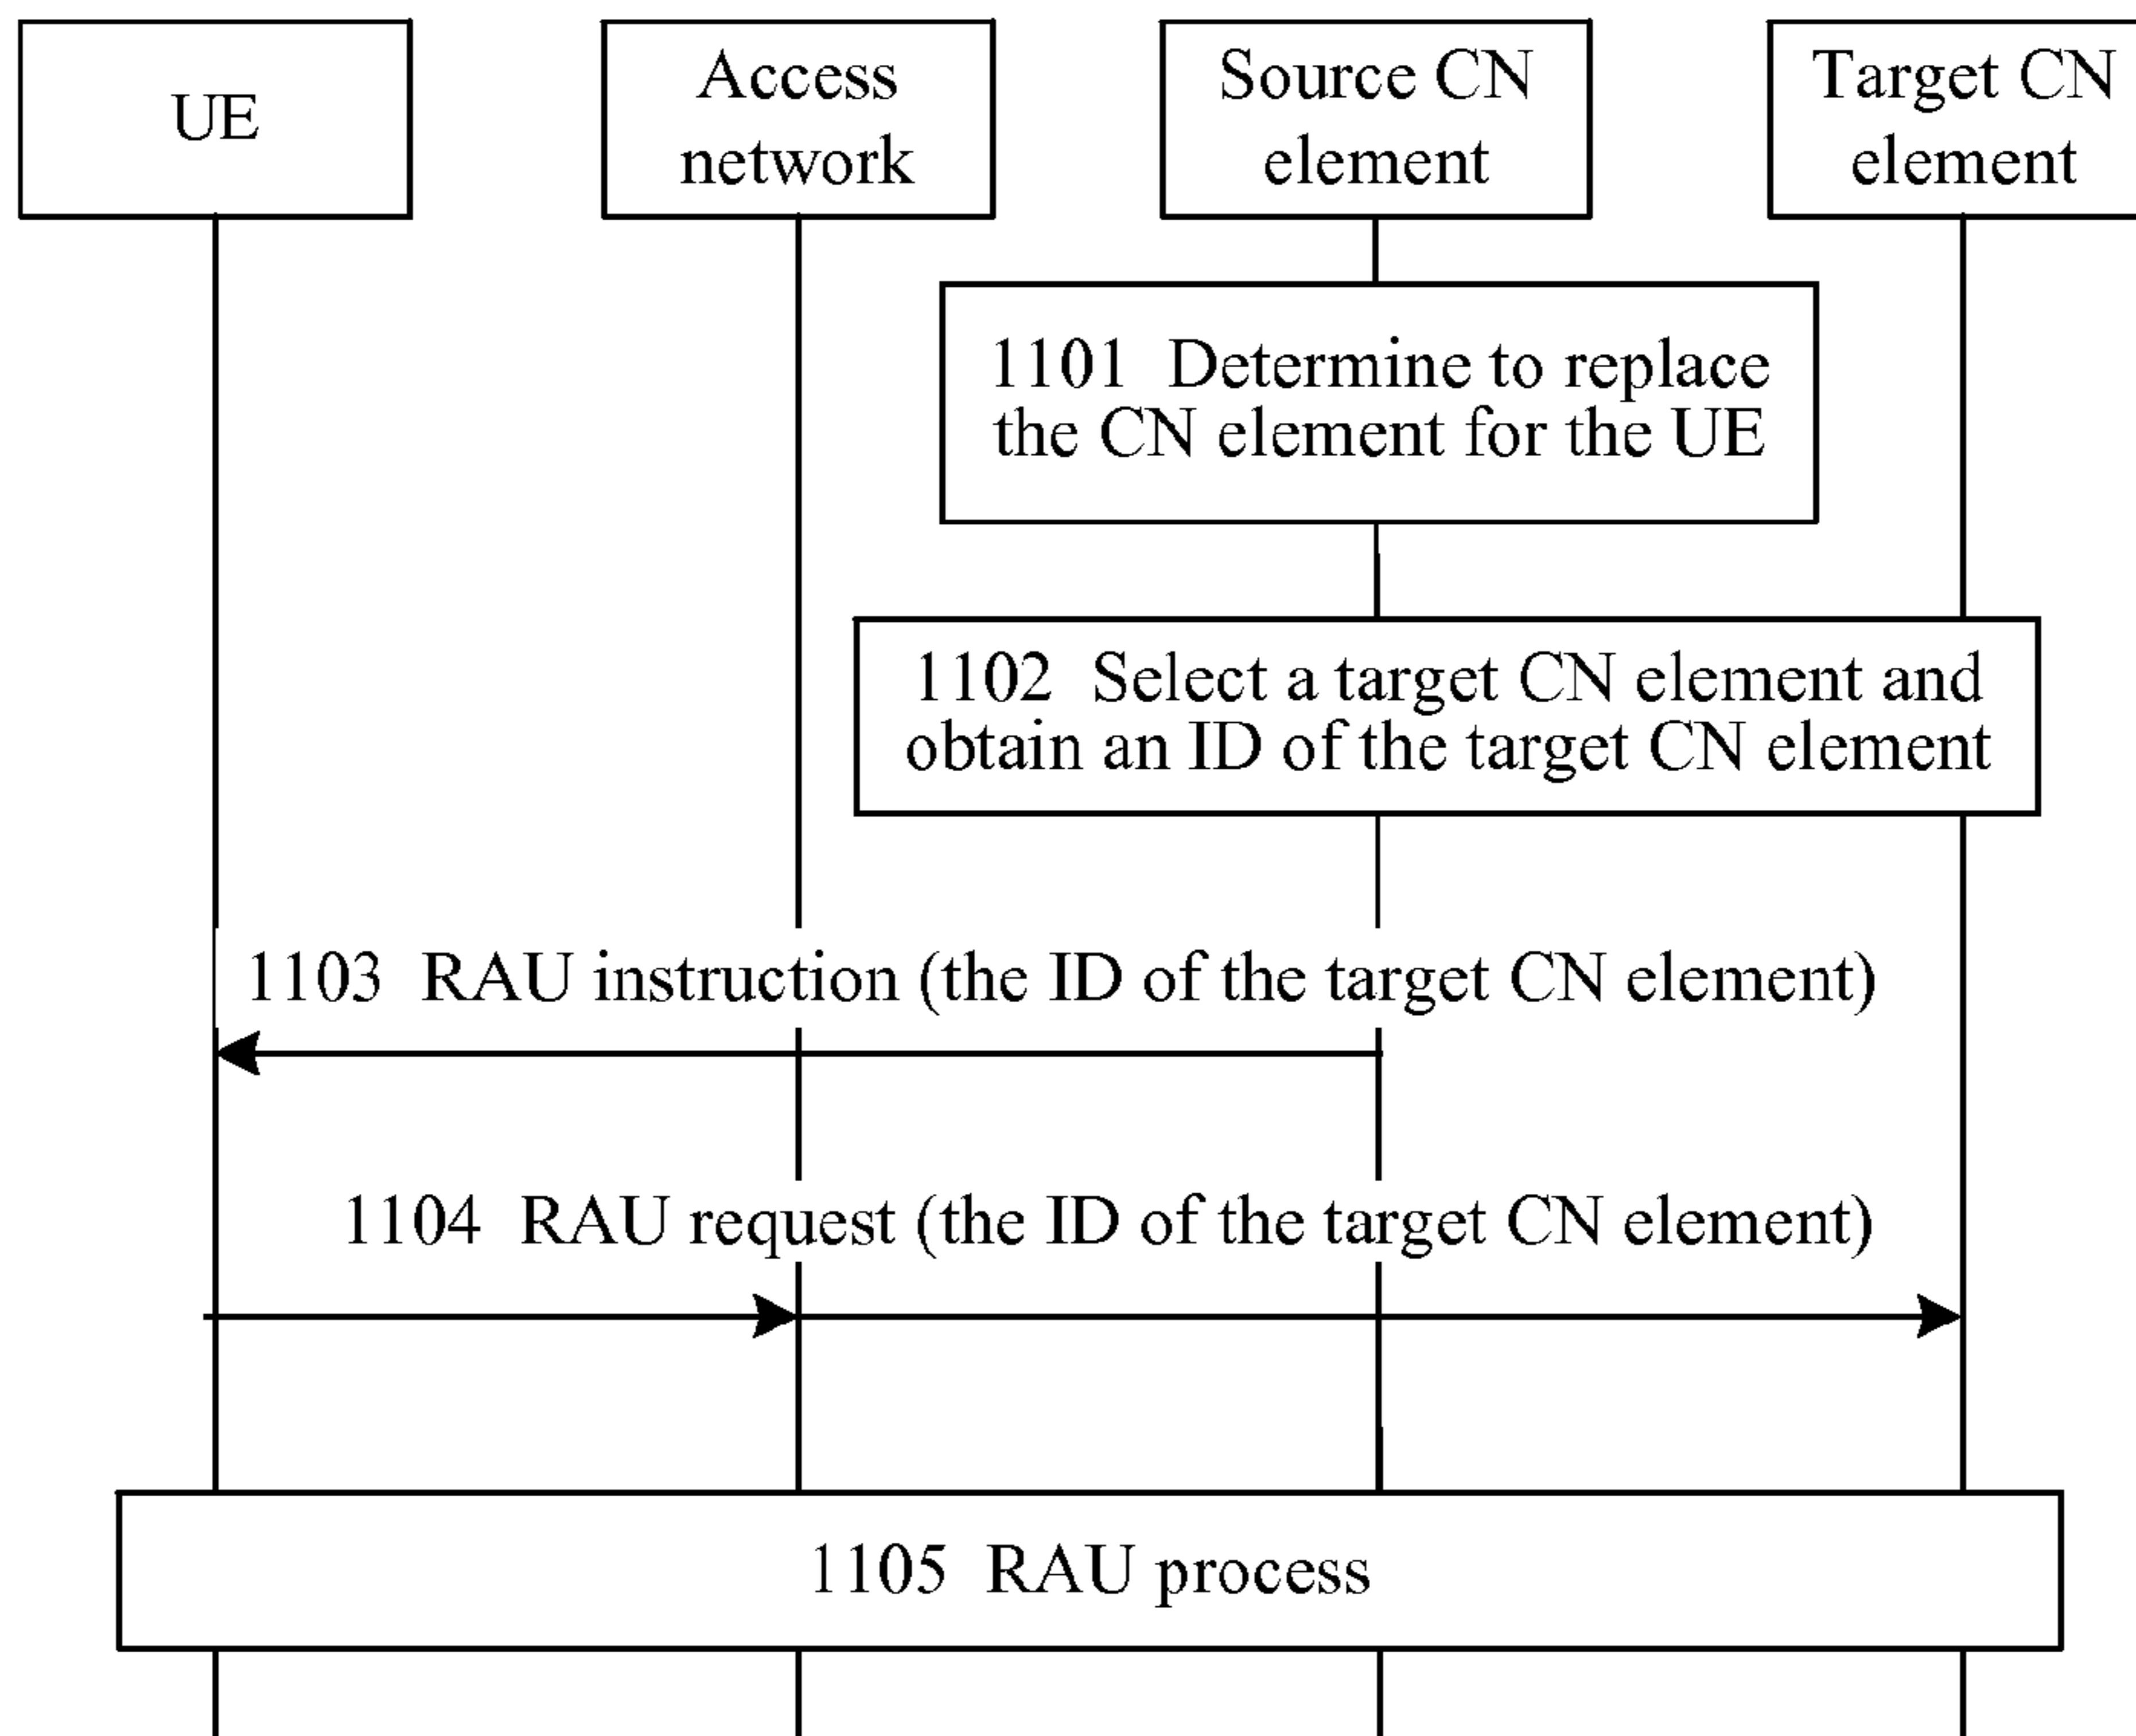 UE
Access
network
Source CN
element
Target CN
element
1101 Determine to replace
the CN element for the UE
1102 Select a target CN element and
obtain an ID of the target CN element
1103 RAU instruction (the ID of the target CN element)
1104 RAU request (the ID of the target CN element)
1105 RAU process